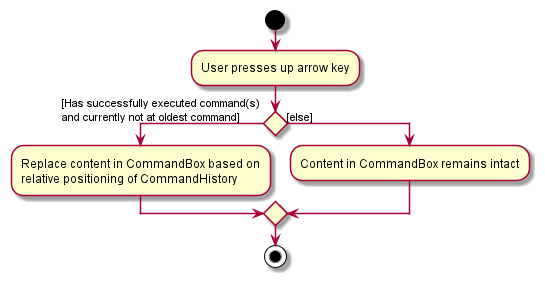 User presses up arrow key
[Has successfully executed command(s)
and currently not at oldest command]
[else]
Replace content in CommandBox based on
relative positioning of CommandHistory
Content in CommandBox remains intact